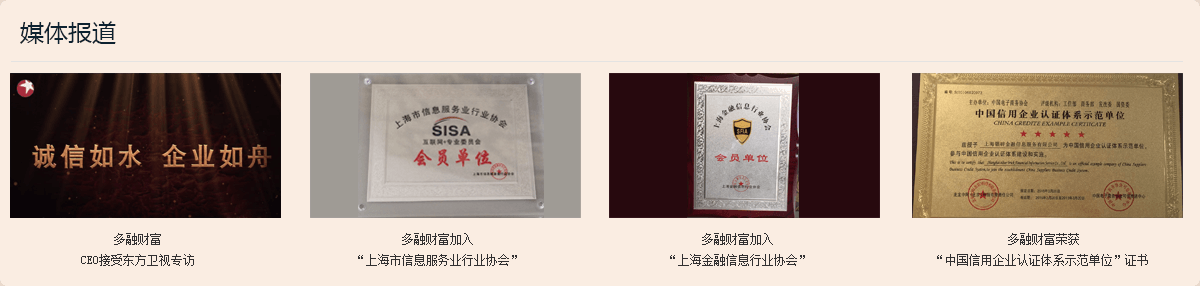 媒体报道
诚信如水 企业如舟
上海市信息服务业行业协会
SISA
互联网·专业委员会
会员单位
上海金融信息行业协会
SFIA
会员单位
中国信用企业认证体系示范单位
CHINA CREDITE EXAMPLE CERTIFICATE
多融财富
CEO接受东方卫视专访
多融财富加入
“上海市信息服务业行业协会”
多融财富加入
“上海金融信息行业协会”
多融财富荣获
“中国信用企业认证体系示范单位”证书